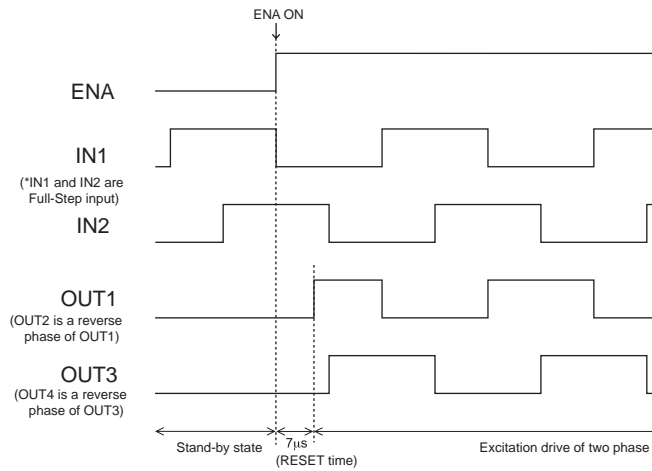 ENA ON
ENA
IN1
(*IN1 and IN2 are
Full-Step input)
IN2
OUT1
(OUT2 is a reverse
phase of OUT1)
OUT3
(OUT4 is a reverse
phase of OUT3)
Stand-by state
7μs
(RESET time)
Excitation drive of two phase